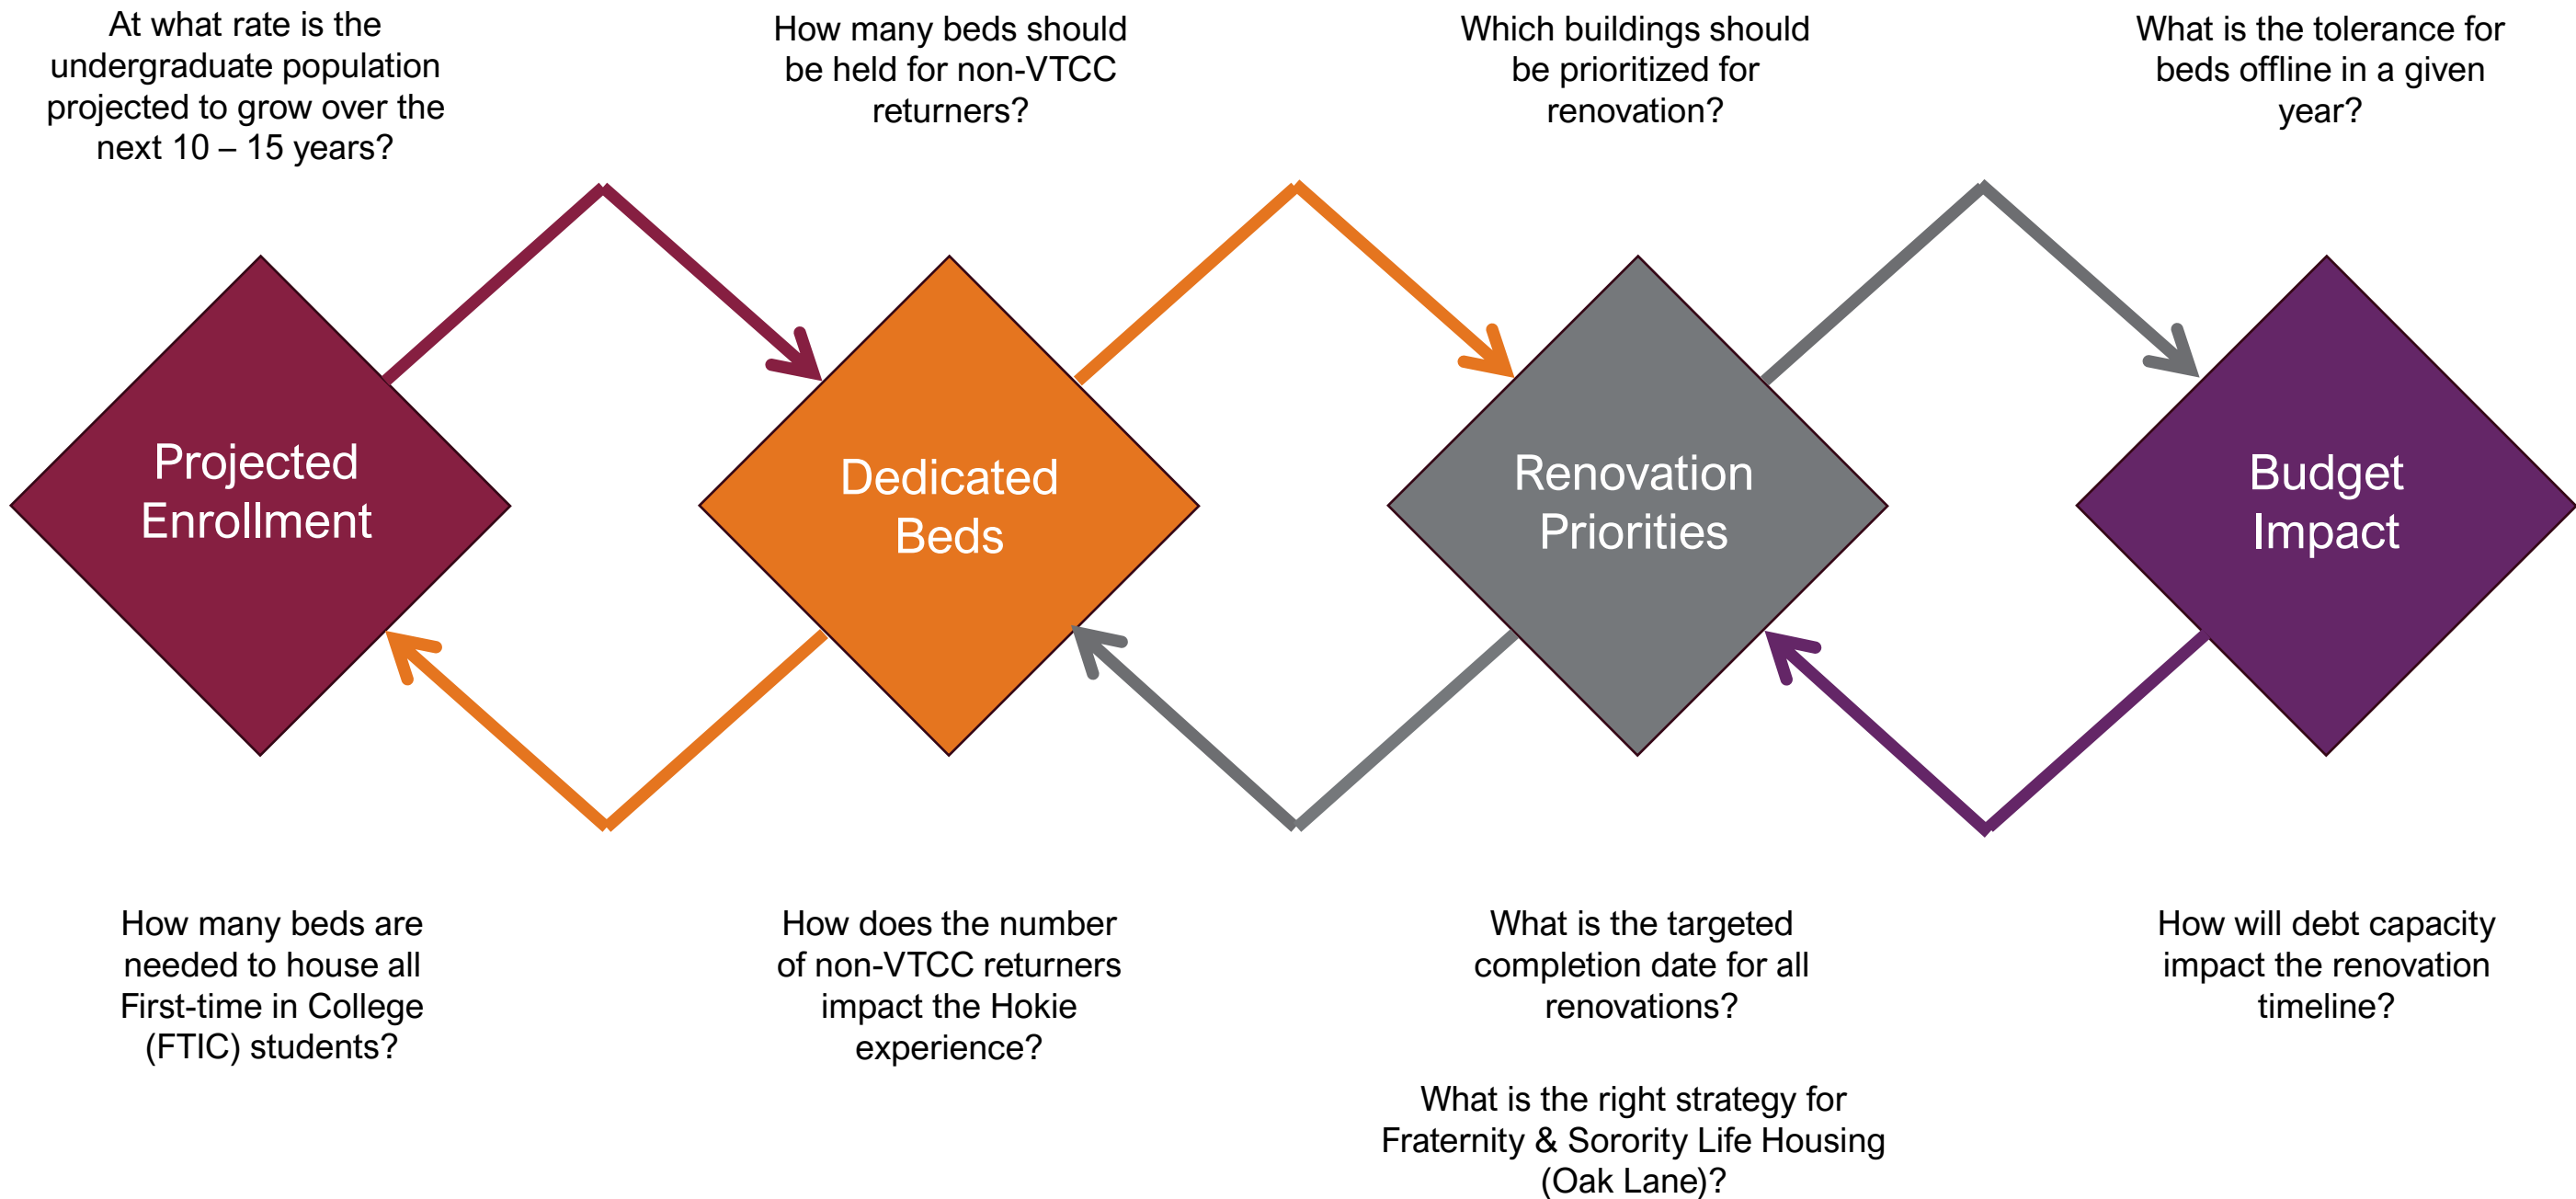 At what rate is the
undergraduate population
projected to grow over the
next 10 – 15 years?
How many beds should
be held for non-VTCC
returners?
Which buildings should
be prioritized for
renovation?
What is the tolerance for
beds offline in a given
year?
Projected
Enrollment
Dedicated
Beds
Renovation
Priorities
Budget
Impact
How many beds are
needed to house all
First-time in College
(FTIC) students?
How does the number
of non-VTCC returners
impact the Hokie
experience?
What is the targeted
completion date for all
renovations?
What is the right strategy for
Fraternity & Sorority Life Housing
(Oak Lane)?
How will debt capacity
impact the renovation
timeline?